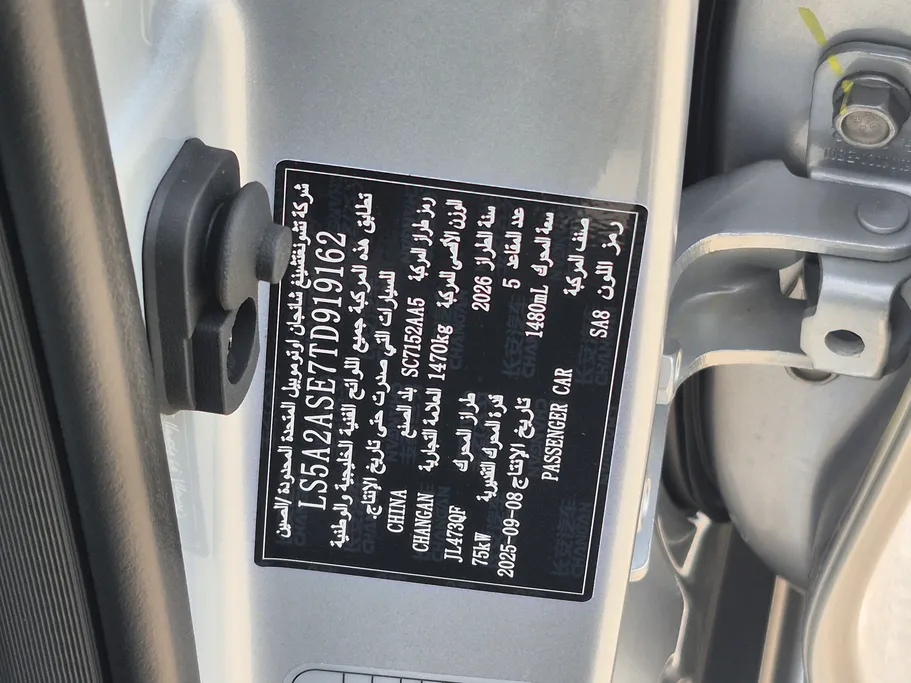 شركة تشونغتشينغ شانجان اوتوموبيل المتحدة المحدودة /الصين
LS5A2ASE7TD919162
تطابق هذه المركبة جميع اللوائح الفنية الخليجية والوطنية
للسيارات التي صدرت حتى تاريخ الإنتاج.
رمز طراز المركبة SC7152AA5 بلد الصنع CHINA
الوزن الأقصى للمركبة 1470kg العلامة التجارية CHANGAN
سنة الطراز 2026 طراز المحرك JL473QF
عدد المقاعد 5 قدرة المحرك التقديرية 75kW
سعة المحرك 1480mL تاريخ الإنتاج 2025-09-08
صنف المركبة PASSENGER CAR
رمز اللون SA8